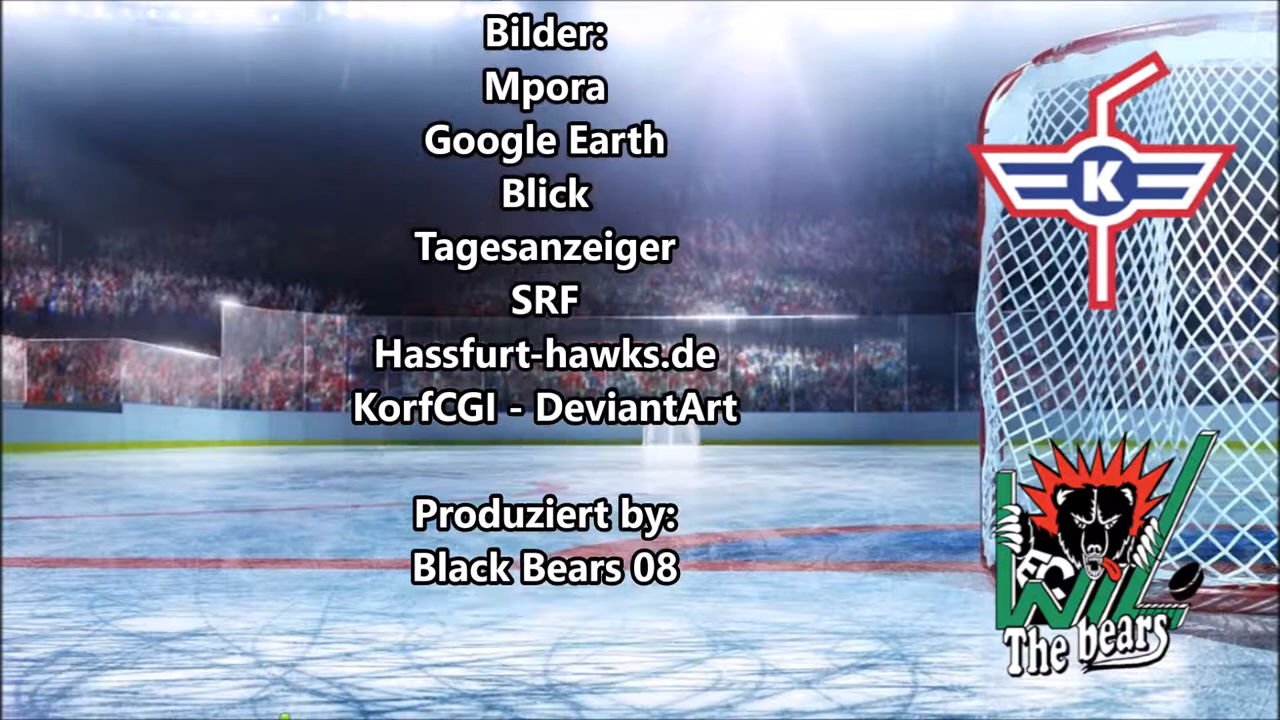 Bilder:
Mpora
Google Earth
Blick
Tagesanzeiger
SRF
Hassfurt-hawks.de
KorfCGI - DeviantArt
Produziert by:
Black Bears 08
K
EC
WIL
The bears